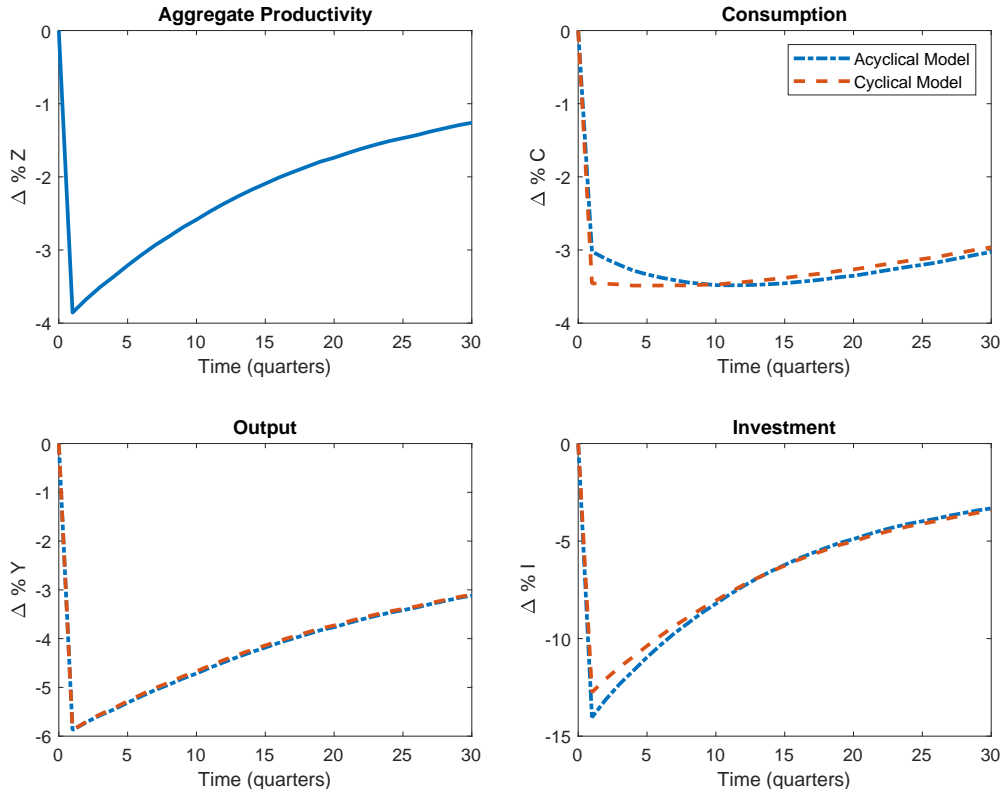 Aggregate Productivity
0
-1
-2
-3
-4
Δ % Z
0 5 10 15 20 25 30
Time (quarters)
Consumption
Acyclical Model
Cyclical Model
0
-1
-2
-3
-4
Δ % C
0 5 10 15 20 25 30
Time (quarters)
Output
0
-1
-2
-3
-4
-5
-6
Δ % Y
0 5 10 15 20 25 30
Time (quarters)
Investment
0
-5
-10
-15
Δ % I
0 5 10 15 20 25 30
Time (quarters)